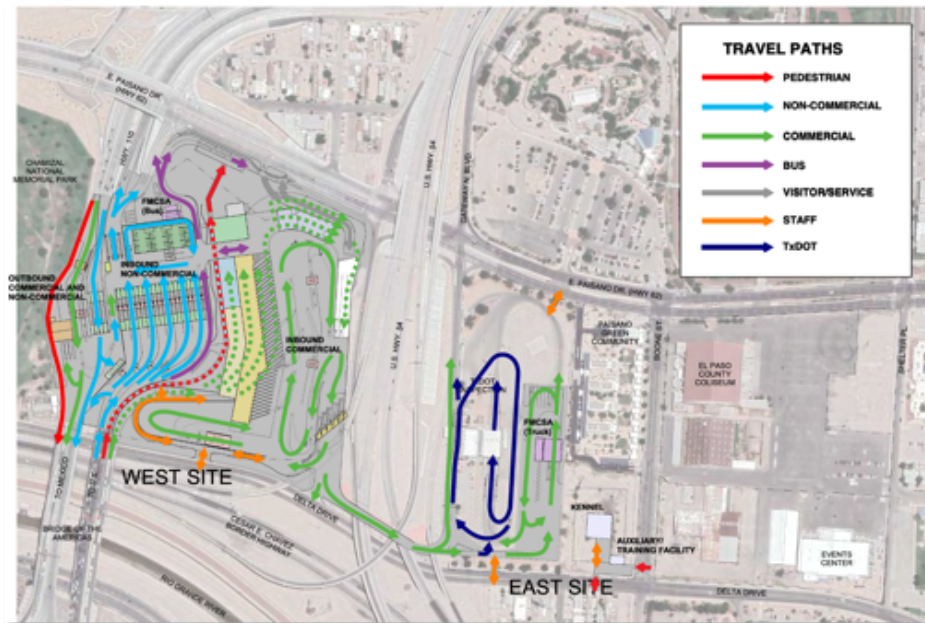 TRAVEL PATHS
PEDESTRIAN
NON-COMMERCIAL
COMMERCIAL
BUS
VISITOR/SERVICE
STAFF
TxDOT
E. PAISANO DR.
(HWY 62)
HWY. 110
CHAMIZAL
NATIONAL
MEMORIAL PARK
FMCSA
(Bus)
INBOUND
NON-COMMERCIAL
OUTBOUND
COMMERCIAL AND
NON-COMMERCIAL
INBOUND
COMMERCIAL
U.S. HWY. 54
U.S. HWY. 54
GATEWAY N. BLVD.
E. PAISANO DR. (HWY 62)
PAISANO
GREEN
COMMUNITY
BOONE ST.
SHELTER PL.
EL PASO
COUNTY
COLISEUM
FMCSA
(Truck)
WEST SITE
TO MEXICO
TO U.S.
BRIDGE OF THE
AMERICAS
CESAR E. CHAVEZ
BORDER HIGHWAY
RIO GRANDE RIVER
DELTA DRIVE
KENNEL
AUXILIARY/
TRAINING FACILITY
EAST SITE
EVENTS
CENTER
DELTA DRIVE